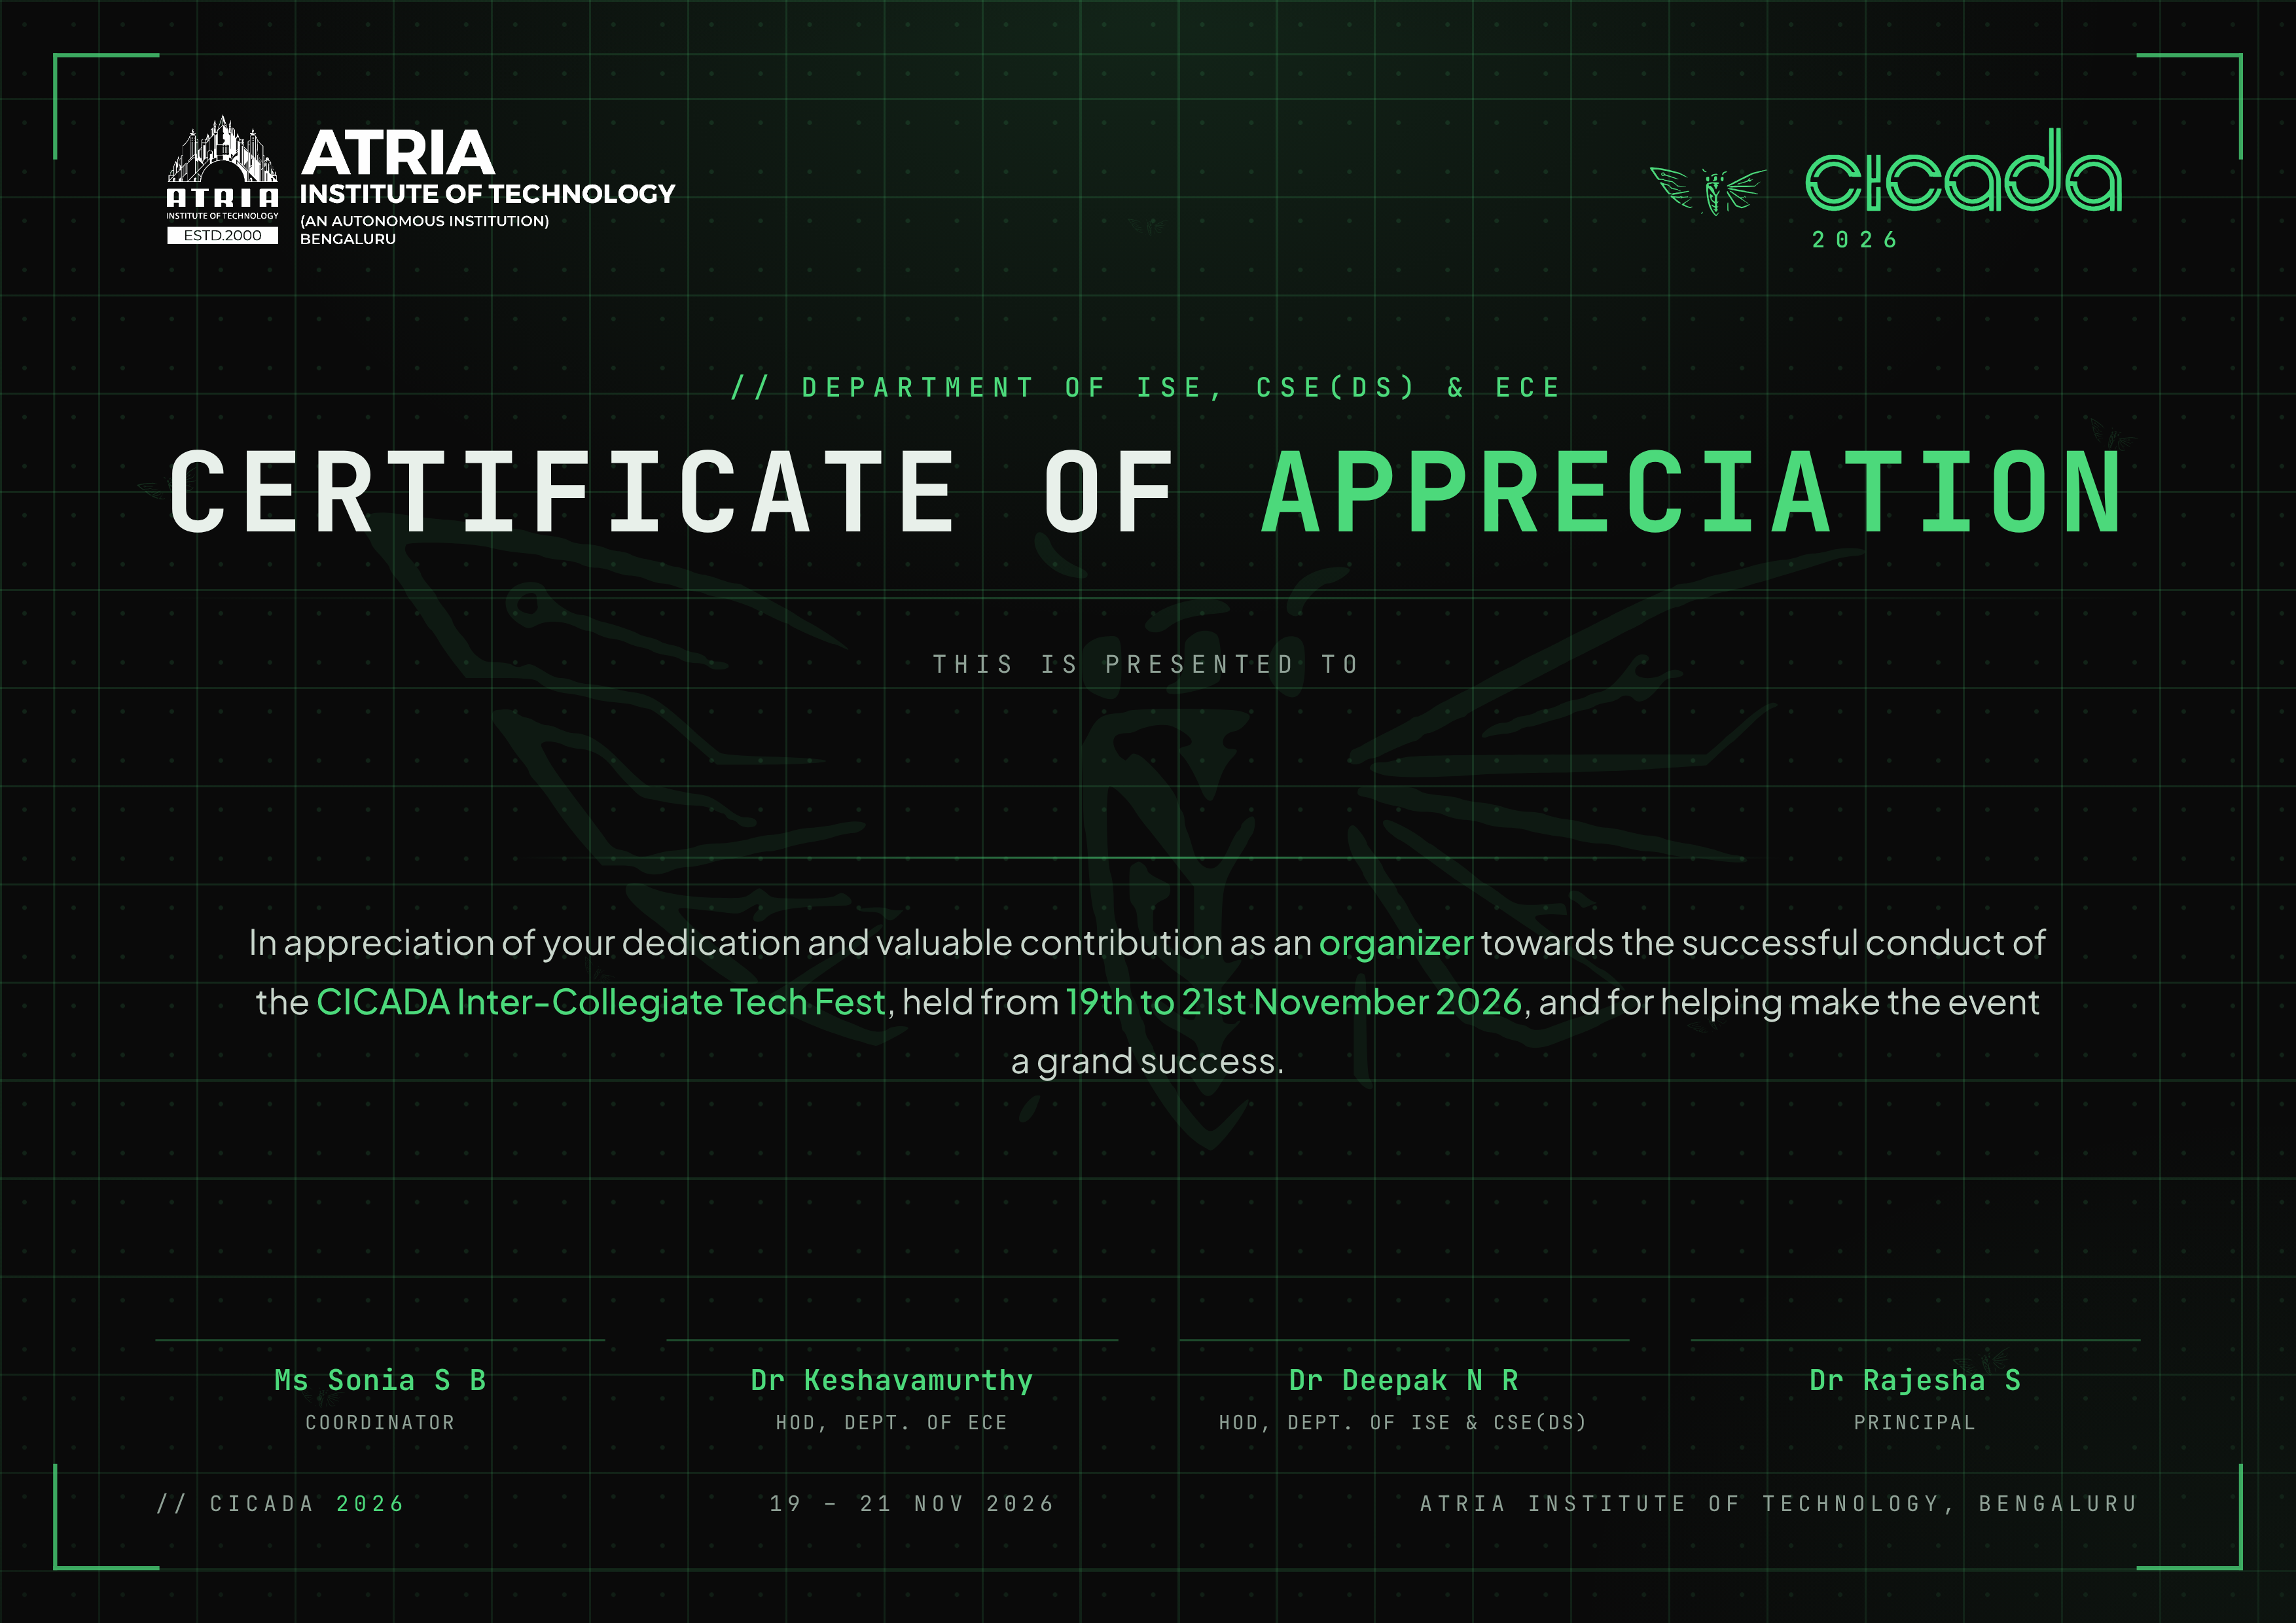 ATRIA
INSTITUTE OF TECHNOLOGY
ESTD.2000
ATRIA
INSTITUTE OF TECHNOLOGY
(AN AUTONOMOUS INSTITUTION)
BENGALURU
cicada
2026
// DEPARTMENT OF ISE, CSE(DS) & ECE
CERTIFICATE OF APPRECIATION
THIS IS PRESENTED TO
In appreciation of your dedication and valuable contribution as an organizer towards the successful conduct of
the CICADA Inter-Collegiate Tech Fest, held from 19th to 21st November 2026, and for helping make the event
a grand success.
Ms Sonia S B
COORDINATOR
Dr Keshavamurthy
HOD, DEPT. OF ECE
Dr Deepak N R
HOD, DEPT. OF ISE & CSE(DS)
Dr Rajesha S
PRINCIPAL
// CICADA 2026
19 – 21 NOV 2026
ATRIA INSTITUTE OF TECHNOLOGY, BENGALURU